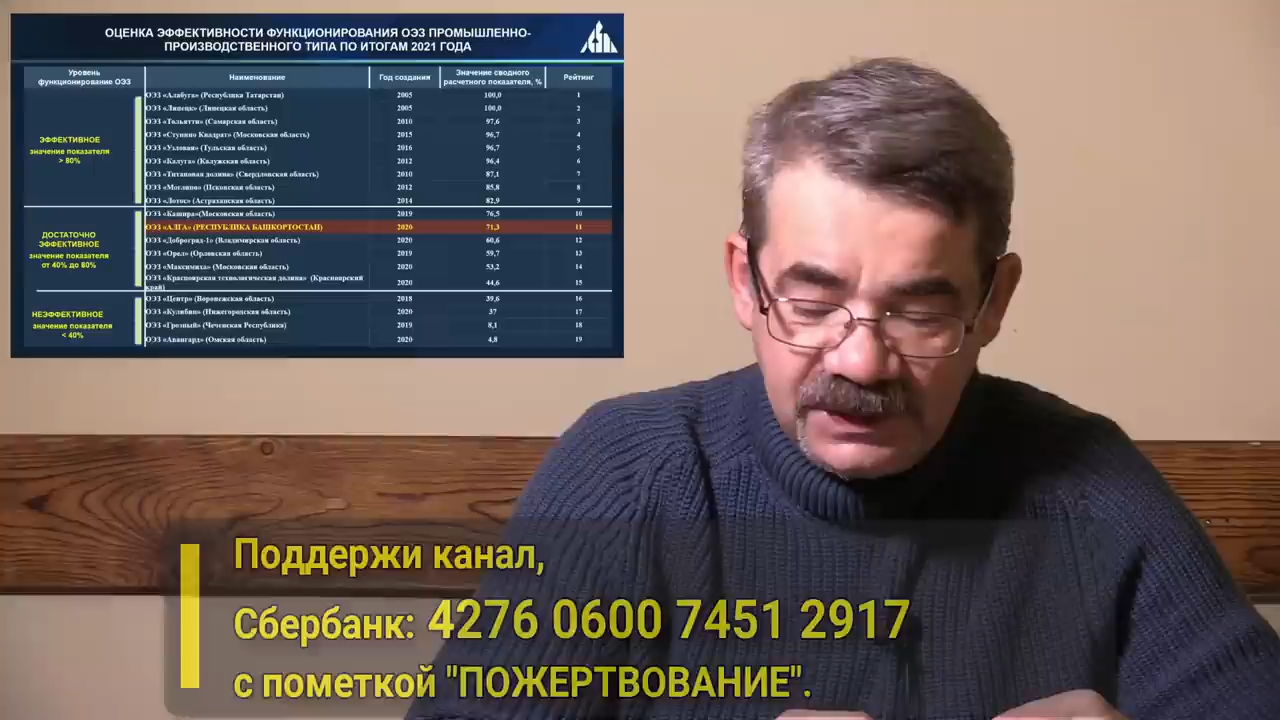 ОЦЕНКА ЭФФЕКТИВНОСТИ ФУНКЦИОНИРОВАНИЯ ОЭЗ ПРОМЫШЛЕННО-
ПРОИЗВОДСТВЕННОГО ТИПА ПО ИТОГАМ 2021 ГОДА
Уровень
функционирование ОЭЗ
Наименование
Год создания
Значение сводного
расчетного показателя, %
Рейтинг
ЭФФЕКТИВНОЕ
значение показателя
> 80%
ОЭЗ «Алабуга» (Республика Татарстан) 2005 100,0 1
ОЭЗ «Липецк» (Липецкая область) 2005 100,0 2
ОЭЗ «Тольятти» (Самарская область) 2010 97,6 3
ОЭЗ «Ступино Квадрат» (Московская область) 2015 96,7 4
ОЭЗ «Узловая» (Тульская область) 2016 96,7 5
ОЭЗ «Калуга» (Калужская область) 2012 96,4 6
ОЭЗ «Титановая долина» (Свердловская область) 2010 87,1 7
ОЭЗ «Моглино» (Псковская область) 2012 85,8 8
ОЭЗ «Лотос» (Астраханская область) 2014 82,9 9
ДОСТАТОЧНО
ЭФФЕКТИВНОЕ
значение показателя
от 40% до 80%
ОЭЗ «Кашира»(Московская область) 2019 76,5 10
ОЭЗ «АЛГА» (РЕСПУБЛИКА БАШКОРТОСТАН) 2020 71,3 11
ОЭЗ «Доброград-1» (Владимирская область) 2020 60,6 12
ОЭЗ «Орел» (Орловская область) 2019 59,7 13
ОЭЗ «Максимиха» (Московская область) 2020 53,2 14
ОЭЗ «Красноярская технологическая долина» (Красноярский
край) 2020 44,6 15
НЕЭФФЕКТИВНОЕ
значение показателя
< 40%
ОЭЗ «Центр» (Воронежская область) 2018 39,6 16
ОЭЗ «Кулибин» (Нижегородская область) 2020 37 17
ОЭЗ «Грозный» (Чеченская Республика) 2019 8,1 18
ОЭЗ «Авангард» (Омская область) 2020 4,8 19
Поддержи канал,
Сбербанк: 4276 0600 7451 2917
с пометкой "ПОЖЕРТВОВАНИЕ".